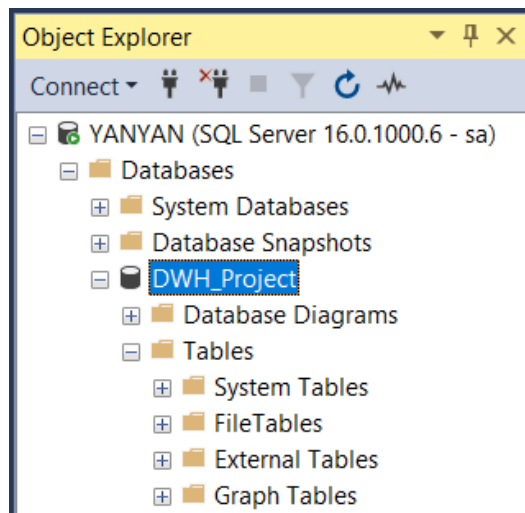 Object Explorer
Connect
YANYAN (SQL Server 16.0.1000.6 - sa)
Databases
System Databases
Database Snapshots
DWH_Project
Database Diagrams
Tables
System Tables
FileTables
External Tables
Graph Tables